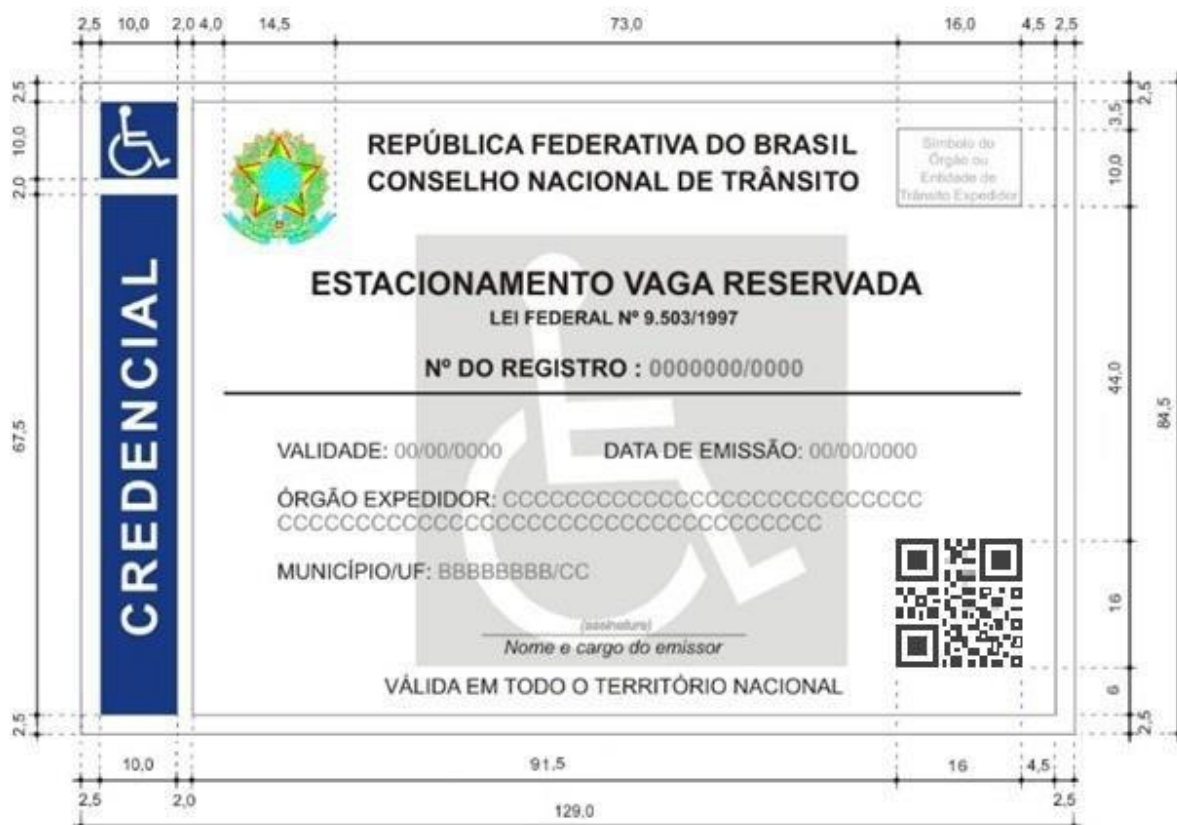 2,5 10,0 2,0 4,0 14,5 73,0 16,0 4,5 2,5
2,5
10,0
2,0
67,5
2,5
CREDENCIAL
REPÚBLICA FEDERATIVA DO BRASIL
CONSELHO NACIONAL DE TRÂNSITO
Símbolo do
Órgão ou
Entidade de
Trânsito Expedidor
ESTACIONAMENTO VAGA RESERVADA
LEI FEDERAL Nº 9.503/1997
Nº DO REGISTRO : 0000000/0000
VALIDADE: 00/00/0000 DATA DE EMISSÃO: 00/00/0000
ÓRGÃO EXPEDIDOR: CCCCCCCCCCCCCCCCCCCCCCCCCCC
CCCCCCCCCCCCCCCCCCCCCCCCCCCCCCCCCCC
MUNICÍPIO/UF: BBBBBBBB/CC
(assinatura)
Nome e cargo do emissor
VÁLIDA EM TODO O TERRITÓRIO NACIONAL
2,5
3,5
10,0
44,0
84,5
16
6
2,5
10,0 91,5 16 4,5
2,5 2,0 129,0 2,5